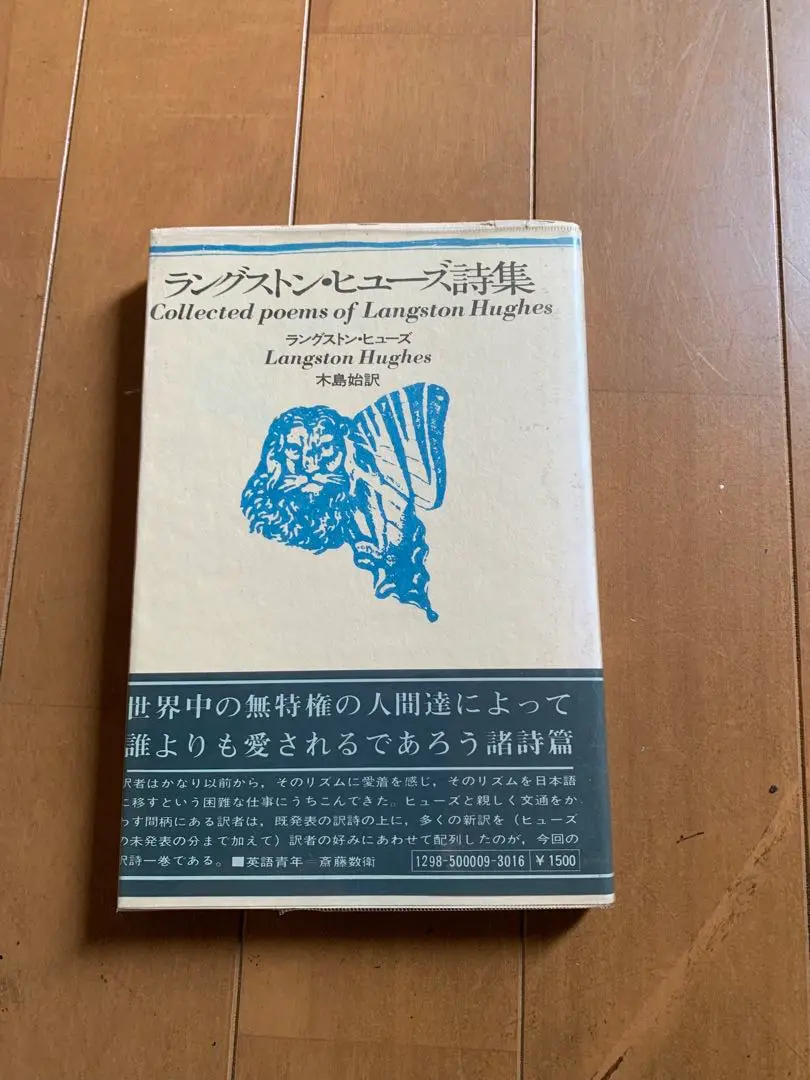 ラングストン・ヒューズ詩集
Collected poems of Langston Hughes
ラングストン・ヒューズ
Langston Hughes
木島始訳
世界中の無特権の人間達によって
誰よりも愛されるであろう諸詩篇
訳者はかなり以前から，そのリズムに愛着を感じ，そのリズムを日本語
に移すという困難な仕事にうちこんできた。ヒューズと親しく文通をか
わす間柄にある訳者は，既発表の訳詩の上に，多くの新訳を（ヒューズ
の未発表の分まで加えて）訳者の好みにあわせて配列したのが，今回の
訳詩一巻である。■英語青年―斎藤数衛 1298-500009-3016 ￥1500